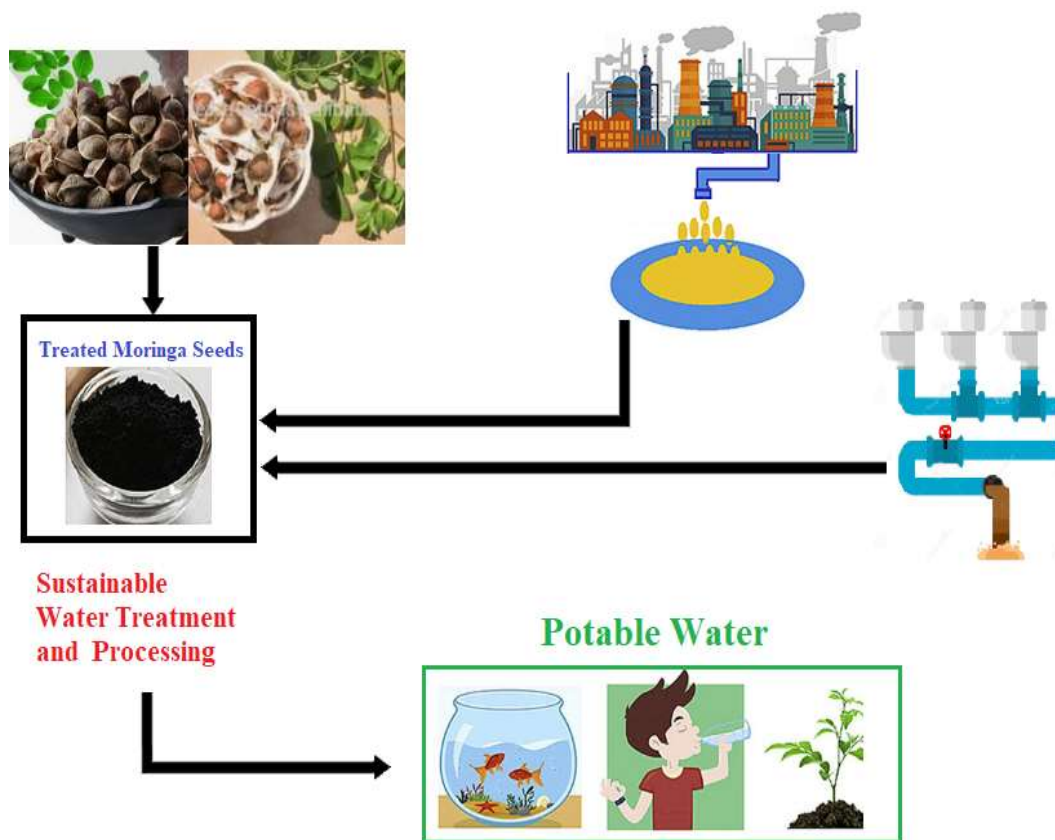 Treated Moringa Seeds
Sustainable
Water Treatment
and Processing
Potable Water